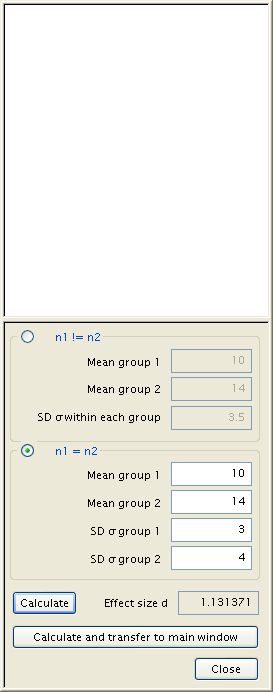 n1 != n2
Mean group 1 10
Mean group 2 14
SD σ within each group 3.5
n1 = n2
Mean group 1 10
Mean group 2 14
SD σ group 1 3
SD σ group 2 4
Calculate Effect size d 1.131371
Calculate and transfer to main window
Close